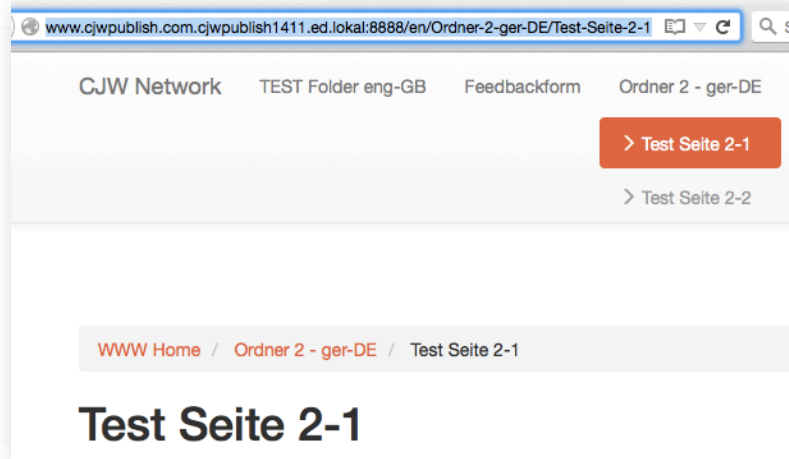 www.cjwpublish.com.cjwpublish1411.ed.lokal:8888/en/Ordner-2-ger-DE/Test-Seite-2-1
CJW Network TEST Folder eng-GB Feedbackform Ordner 2 - ger-DE
> Test Seite 2-1
> Test Seite 2-2
WWW Home / Ordner 2 - ger-DE / Test Seite 2-1
Test Seite 2-1